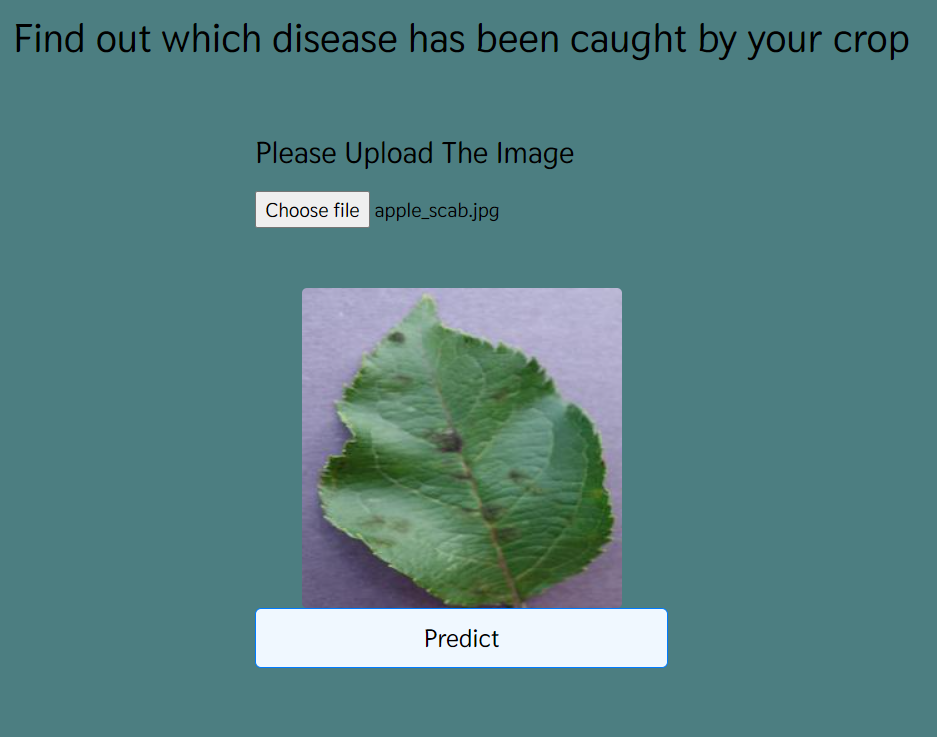 Find out which disease has been caught by your crop
Please Upload The Image
Choose file apple_scab.jpg
Predict